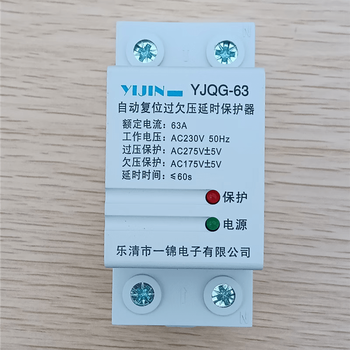 YIJIN YJQG-63
自动复位过欠压延时保护器
额定电流: 63A
工作电压: AC230V 50Hz
过压保护: AC275V±5V
欠压保护: AC175V±5V
延时时间: ≤60s
保护
电源
乐清市一锦电子有限公司